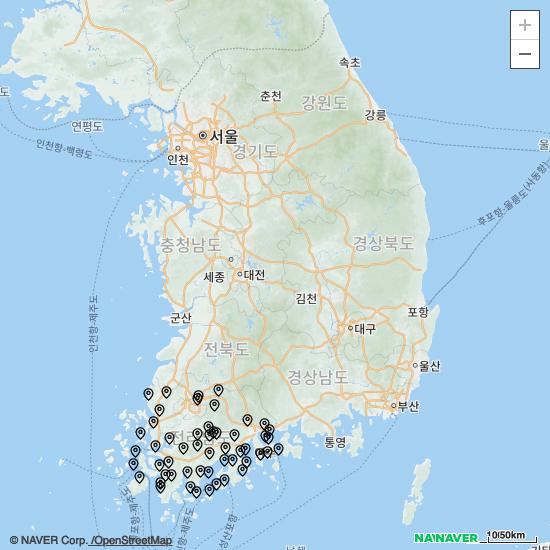 +
−
속초
춘천
강원도
강릉
도
연평도
서울
인천
경기도
인천항-백령도
울
후포항-울릉도(사동항)
충청남도
경상북도
세종
대전
김천
인천항-제주도
군산
포항
대구
전북도
울산
경상남도
부산
통영
© NAVER Corp. /OpenStreetMap
NAVER
10/50km